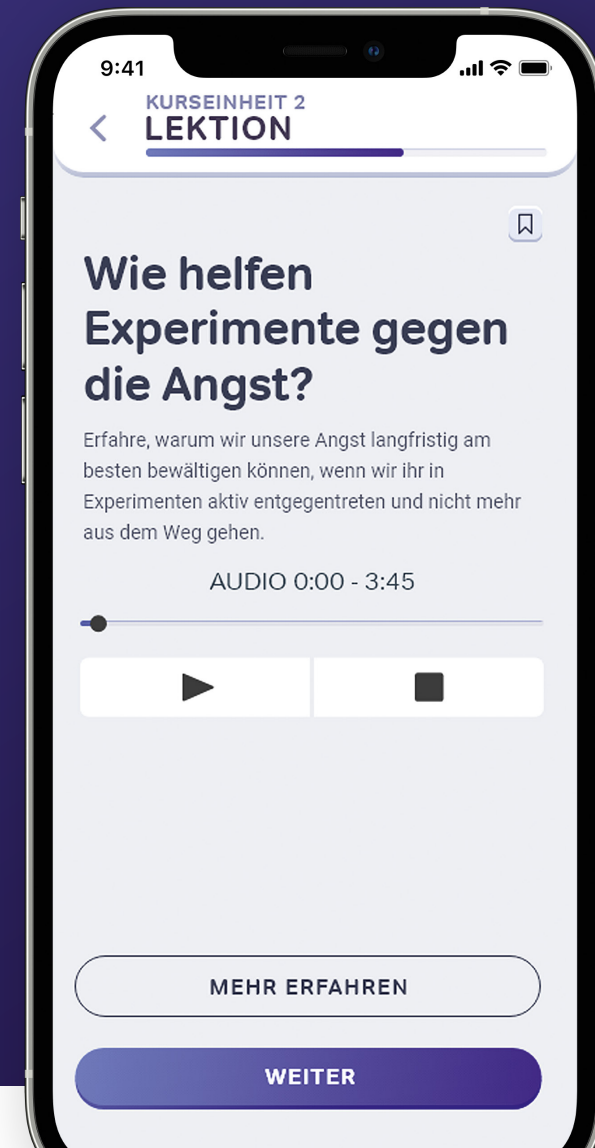 9:41
KURSEINHEIT 2
LEKTION
Wie helfen
Experimente gegen
die Angst?
Erfahre, warum wir unsere Angst langfristig am
besten bewältigen können, wenn wir ihr in
Experimenten aktiv entgegentreten und nicht mehr
aus dem Weg gehen.
AUDIO 0:00 - 3:45
MEHR ERFAHREN
WEITER